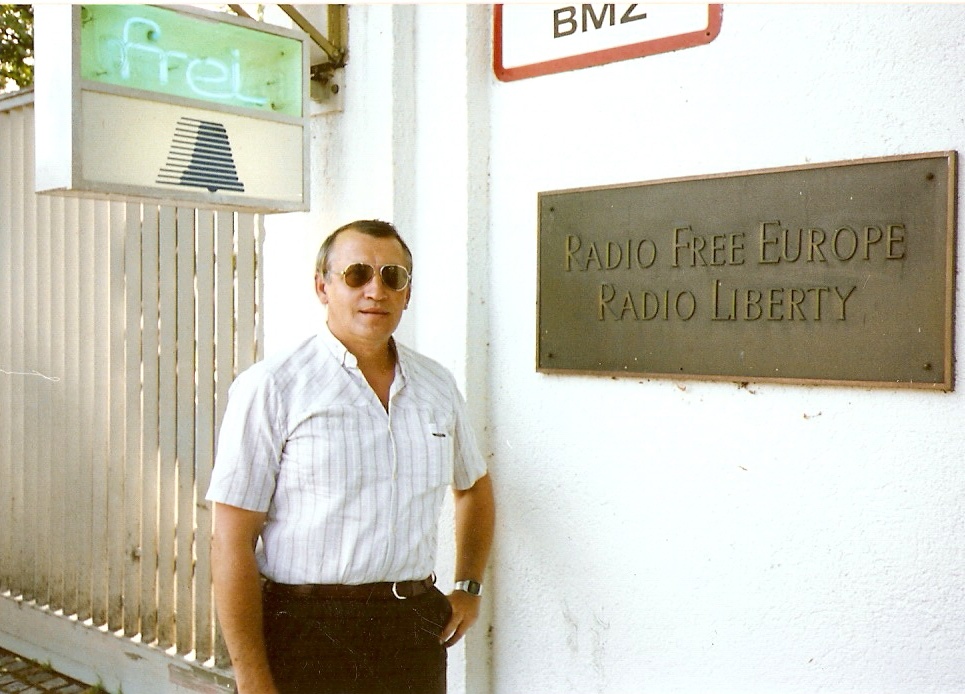 frei
BMZ
RADIO FREE EUROPE
RADIO LIBERTY